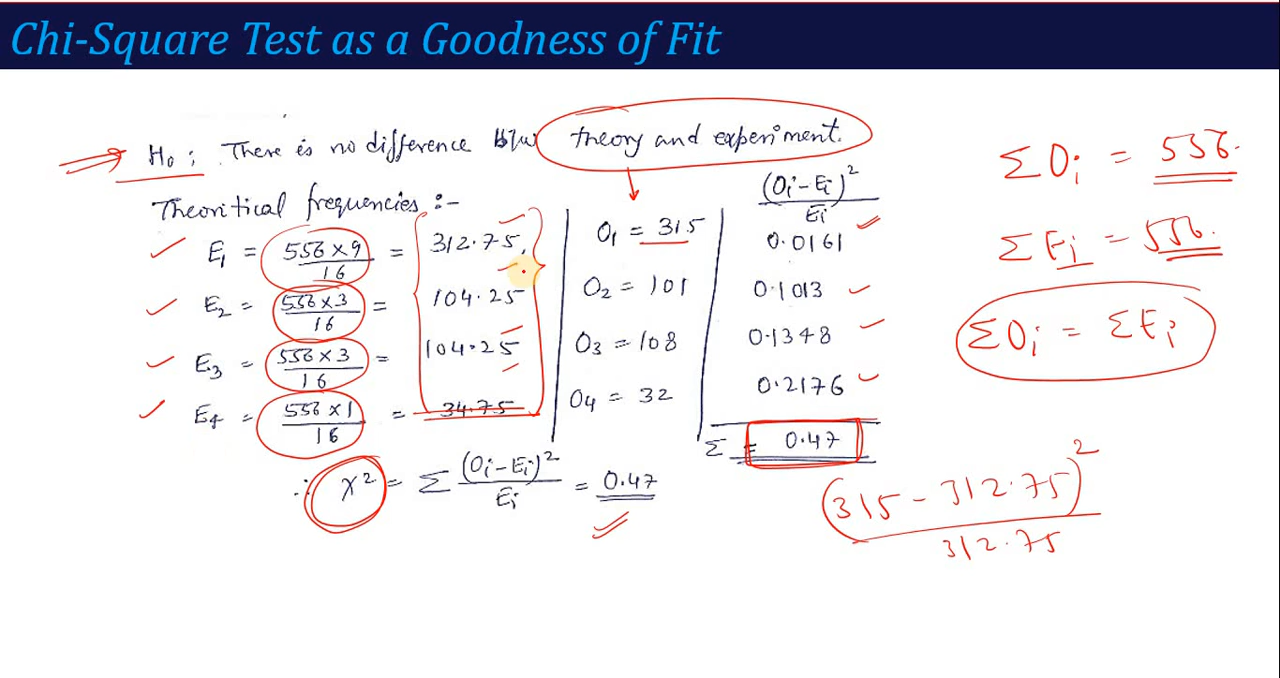 Chi-Square Test as a Goodness of Fit
H₀ : There is no difference b/w theory and experiment.
Theoritical frequencies :-
E₁ = 556 × 9 / 16 = 312.75
E₂ = 556 × 3 / 16 = 104.25
E₃ = 556 × 3 / 16 = 104.25
E₄ = 556 × 1 / 16 = 34.75
O₁ = 315
O₂ = 101
O₃ = 108
O₄ = 32
(Oi - Ei)² / Ei
0.0161
0.1013
0.1348
0.2176
Σ = 0.47
∴ χ² = Σ (Oi - Ei)² / Ei = 0.47
ΣOi = 556.
ΣEi = 556.
ΣOi = ΣEi
(315 - 312.75)² / 312.75